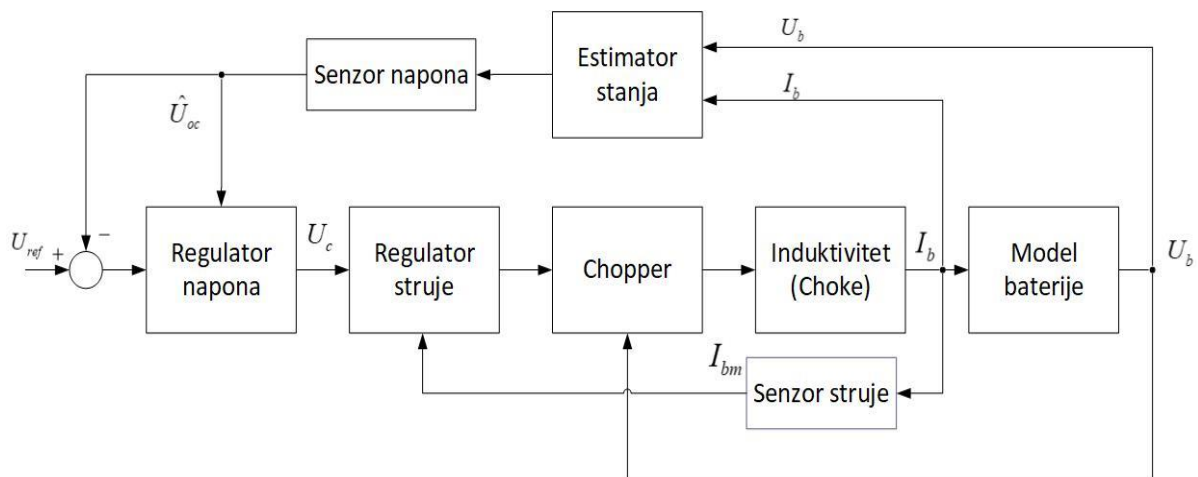 U_b
Estimator
stanja
Senzor napona
I_b
Û_oc
U_ref
+
−
Regulator
napona
U_c
Regulator
struje
Chopper
Induktivitet
(Choke)
I_b
Model
baterije
U_b
I_bm
Senzor struje